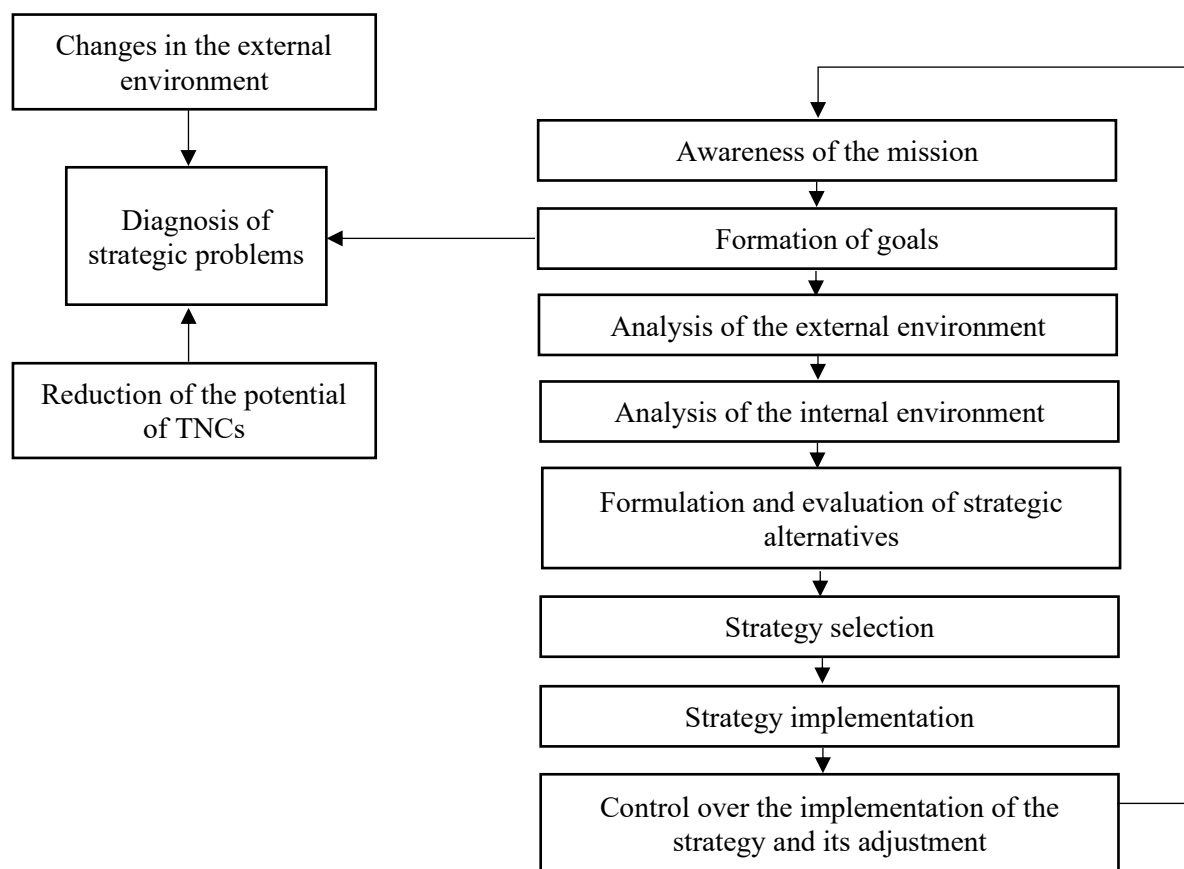 Changes in the external
environment
Diagnosis of
strategic problems
Reduction of the potential
of TNCs
Awareness of the mission
Formation of goals
Analysis of the external environment
Analysis of the internal environment
Formulation and evaluation of strategic
alternatives
Strategy selection
Strategy implementation
Control over the implementation of the
strategy and its adjustment